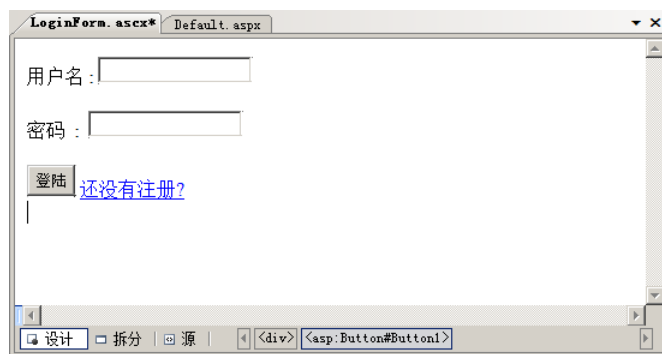 LoginForm.ascx* Default.aspx
用户名:
密码 :
登陆 还没有注册?
设计 拆分 源 <div> <asp:Button#Button1>